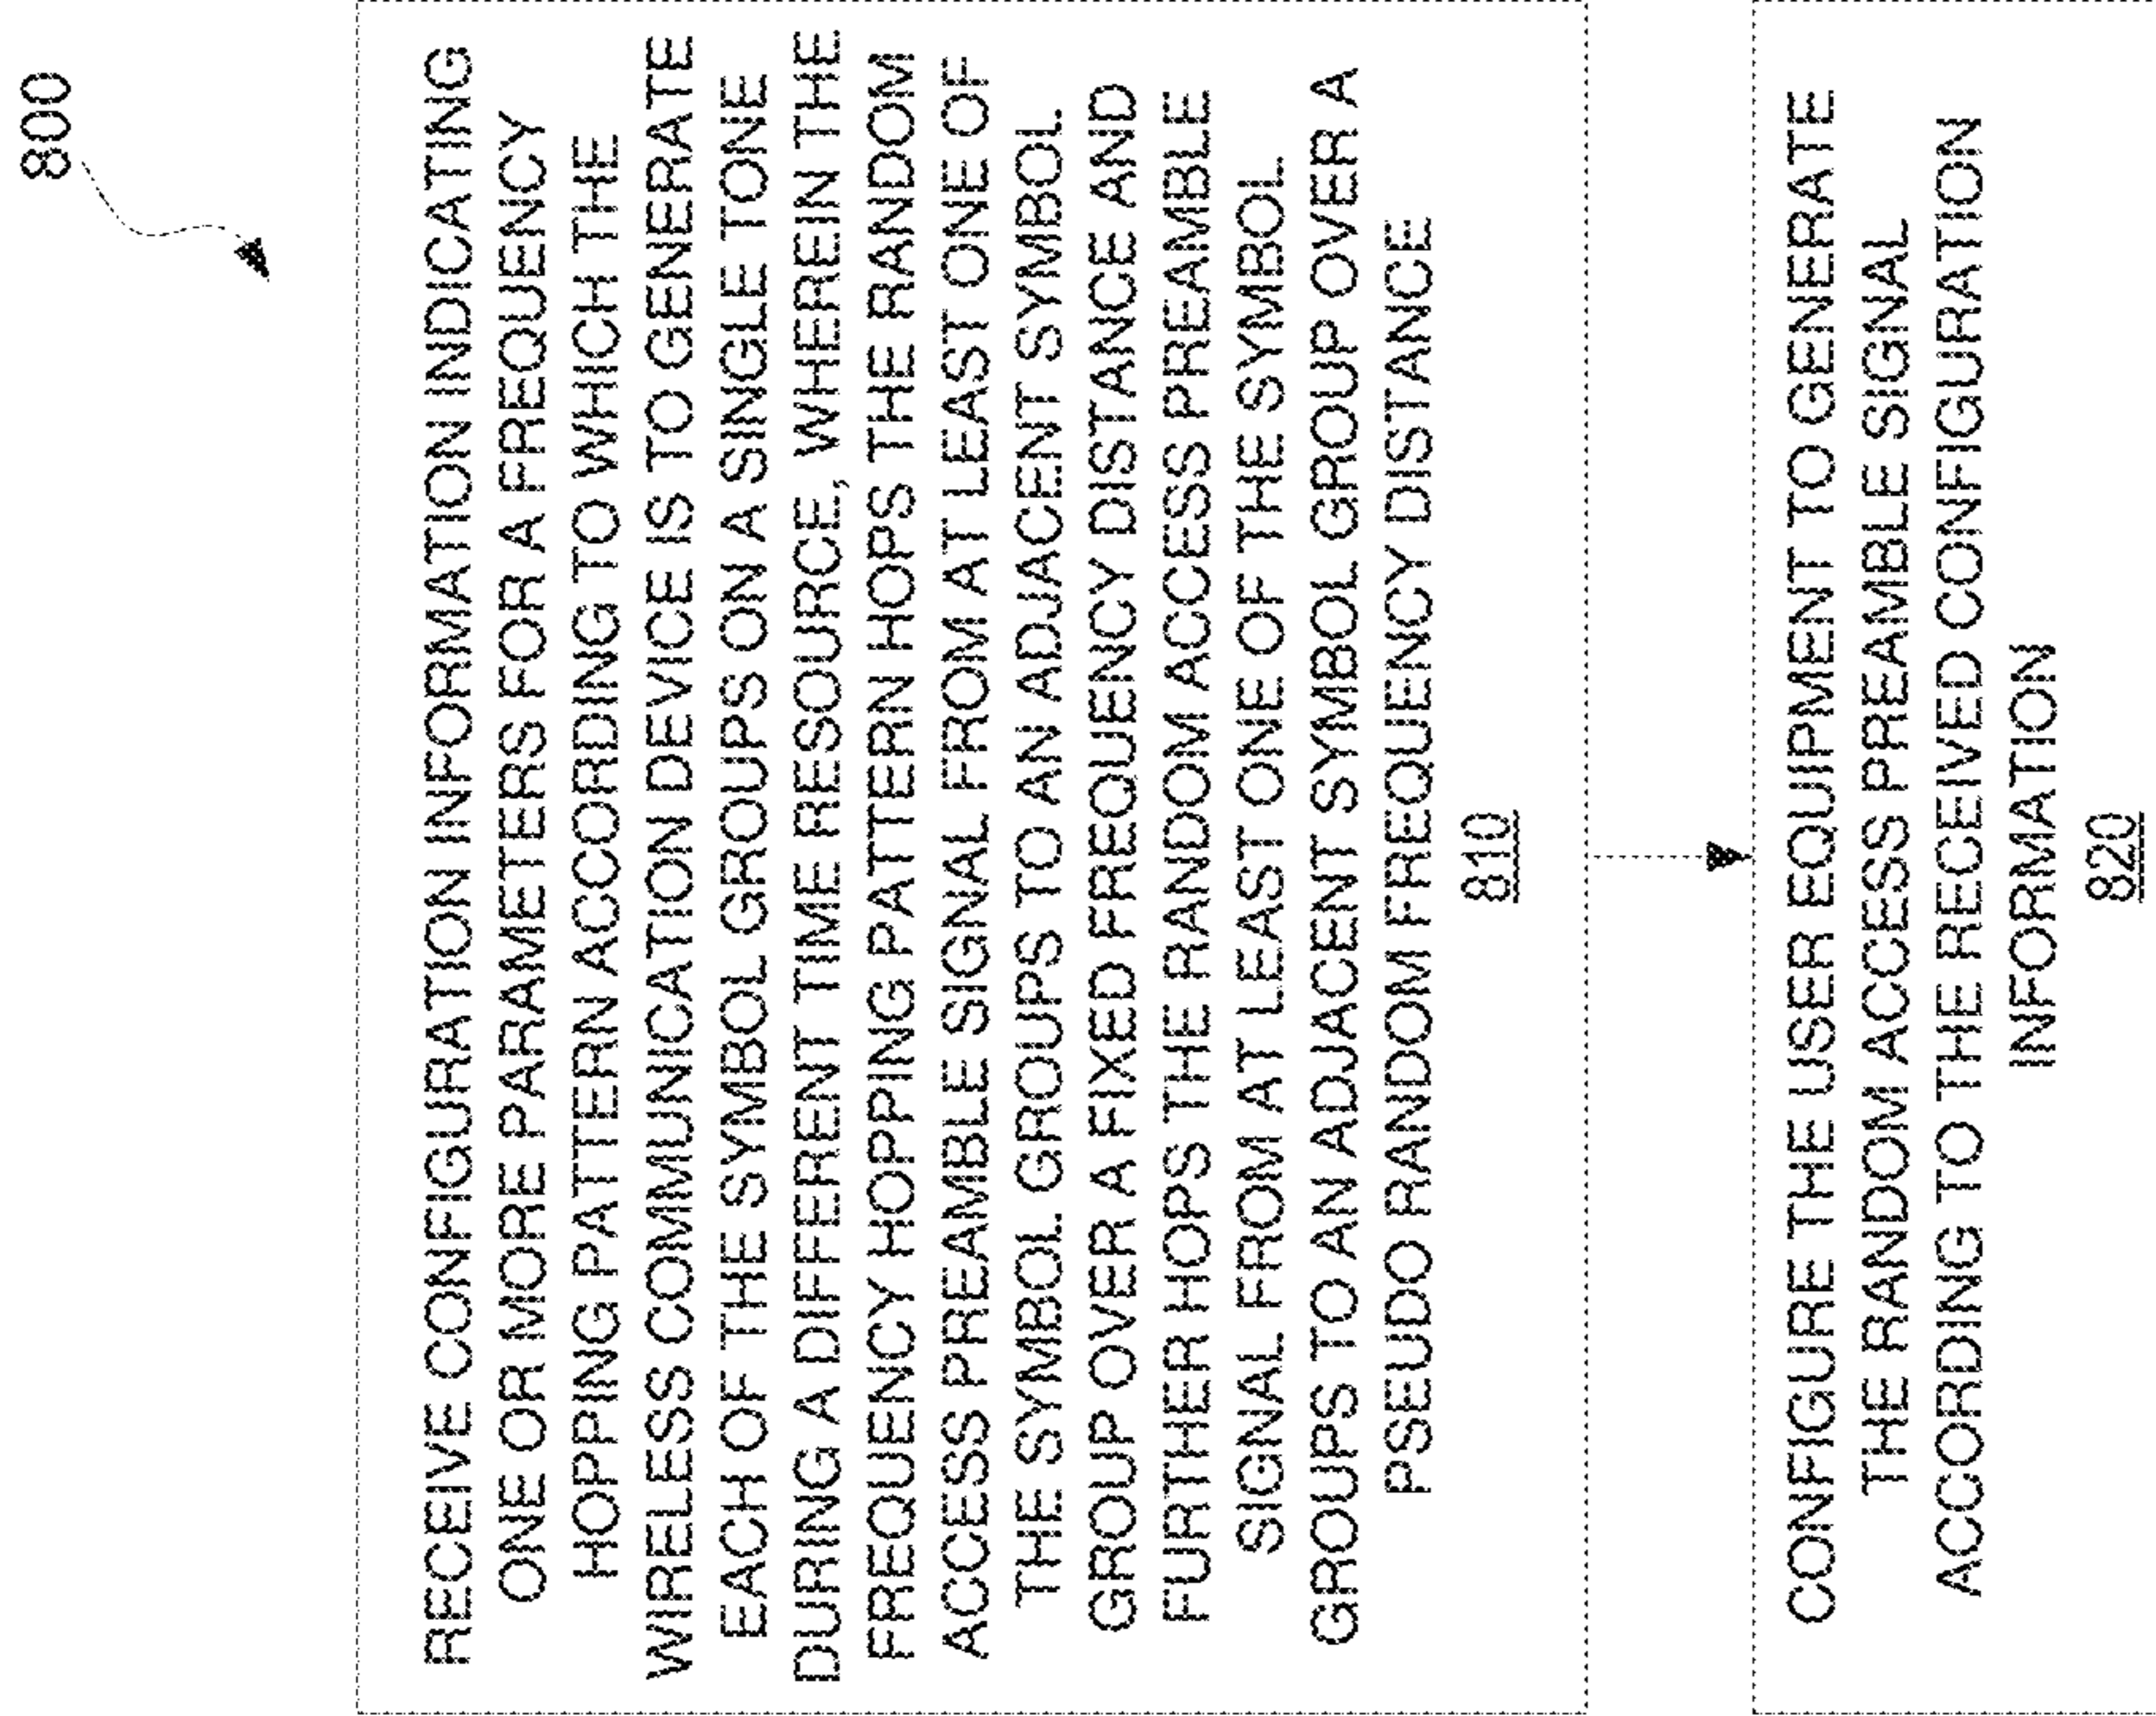 800
RECEIVE CONFIGURATION INFORMATION INDICATING
ONE OR MORE PARAMETERS FOR A FREQUENCY
HOPPING PATTERN ACCORDING TO WHICH THE
WIRELESS COMMUNICATION DEVICE IS TO GENERATE
EACH OF THE SYMBOL GROUPS ON A SINGLE TONE
DURING A DIFFERENT TIME RESOURCE, WHEREIN THE
FREQUENCY HOPPING PATTERN HOPS THE RANDOM
ACCESS PREAMBLE SIGNAL FROM AT LEAST ONE OF
THE SYMBOL GROUPS TO AN ADJACENT SYMBOL
GROUP OVER A FIXED FREQUENCY DISTANCE AND
FURTHER HOPS THE RANDOM ACCESS PREAMBLE
SIGNAL FROM AT LEAST ONE OF THE SYMBOL
GROUPS TO AN ADJACENT SYMBOL GROUP OVER A
PSEUDO RANDOM FREQUENCY DISTANCE
810
CONFIGURE THE USER EQUIPMENT TO GENERATE
THE RANDOM ACCESS PREAMBLE SIGNAL
ACCORDING TO THE RECEIVED CONFIGURATION
INFORMATION
820